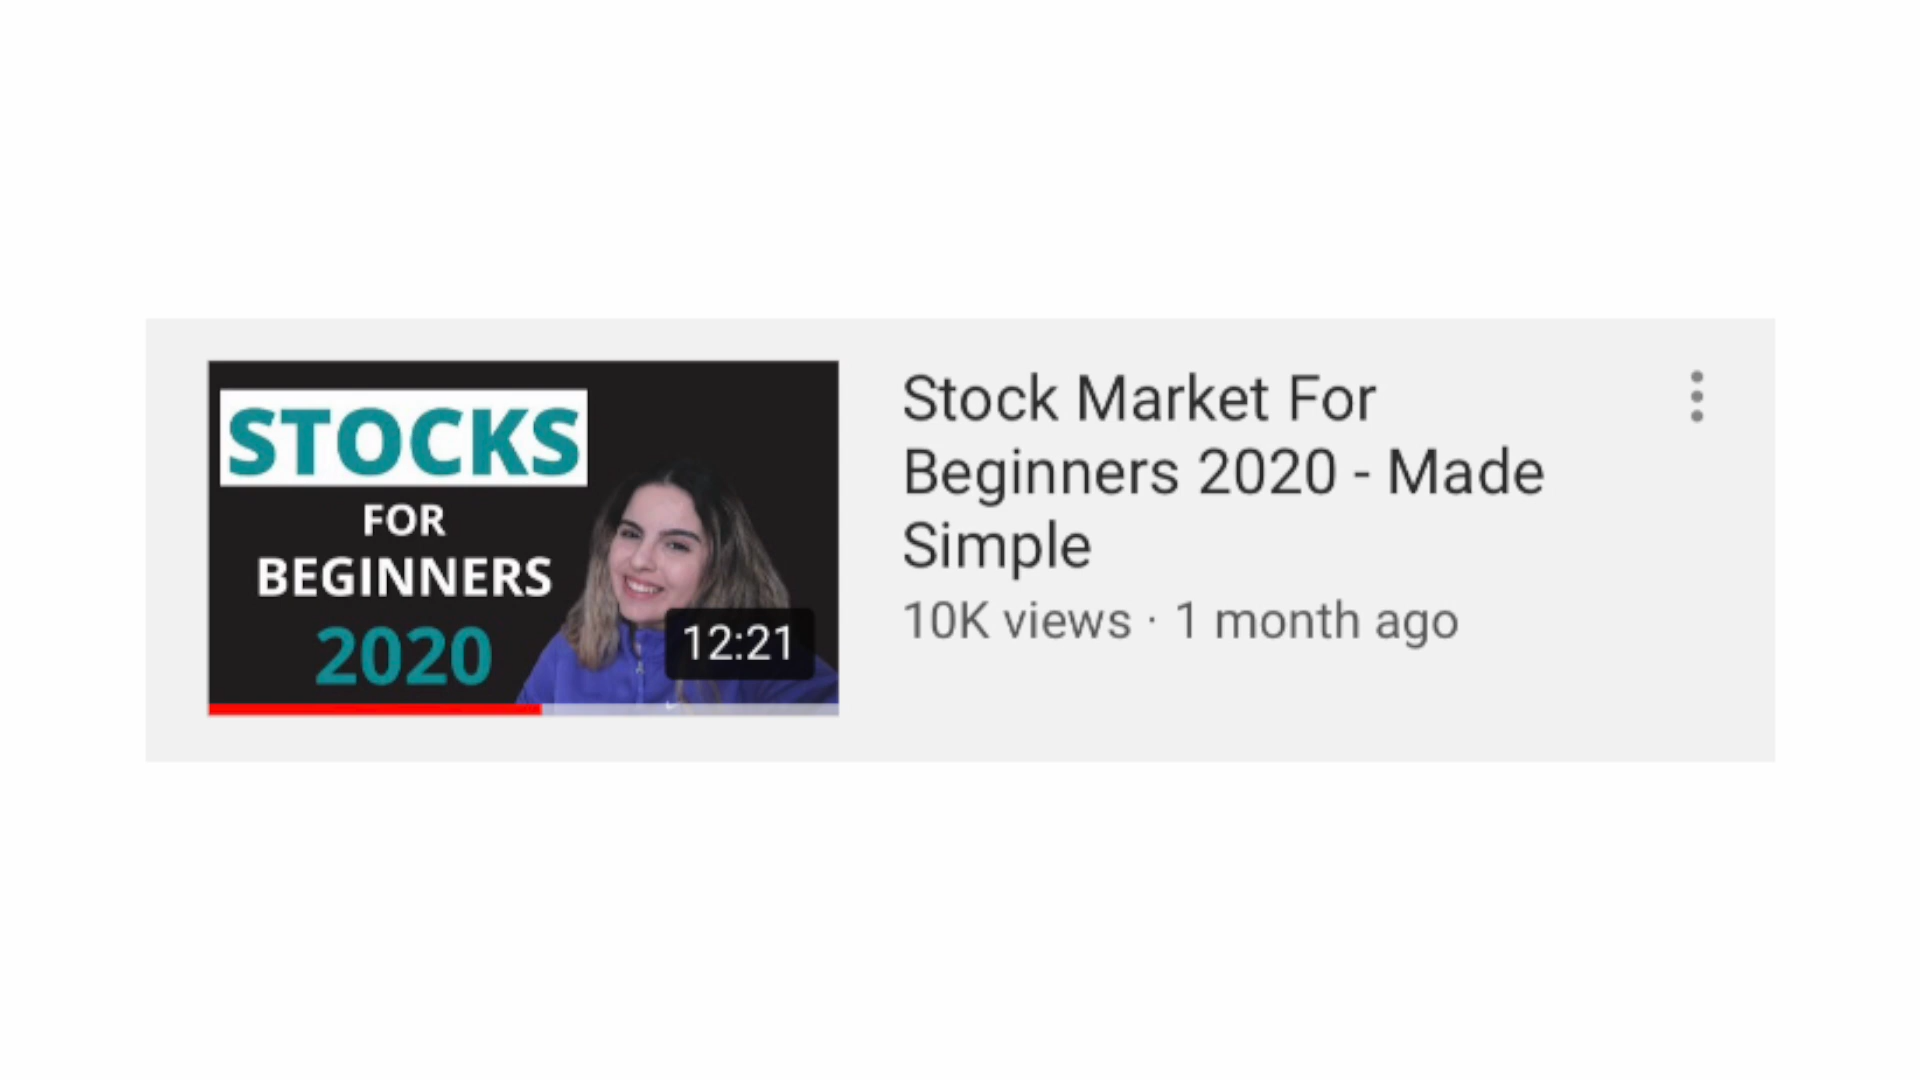 STOCKS
FOR
BEGINNERS
2020
12:21
Stock Market For
Beginners 2020 - Made
Simple
10K views · 1 month ago